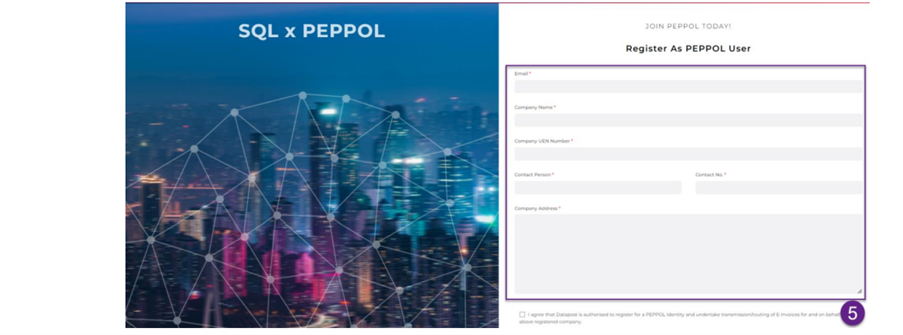 SQL x PEPPOL
JOIN PEPPOL TODAY!
Register As PEPPOL User
Email *
Company Name *
Company UEN Number *
Contact Person *
Contact No. *
Company Address *
I agree that Datapos is authorised to register for a PEPPOL identity and undertake transmission/routing of E-Invoices for and on behalf
above registered company.
5